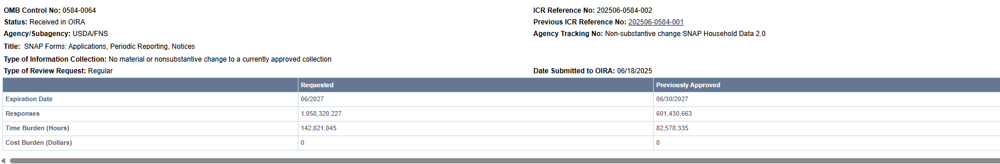 OMB Control No: 0584-0064
ICR Reference No: 202506-0584-002
Status: Received in OIRA
Previous ICR Reference No: 202506-0584-001
Agency/Subagency: USDA/FNS
Agency Tracking No: Non-substantive change SNAP Household Data 2.0
Title: SNAP Forms: Applications, Periodic Reporting, Notices
Type of Information Collection: No material or nonsubstantive change to a currently approved collection
Type of Review Request: Regular
Date Submitted to OIRA: 06/18/2025
Requested Previously Approved
Expiration Date 06/2027 06/30/2027
Responses 1,058,320,227 601,430,663
Time Burden (Hours) 142,821,045 82,578,335
Cost Burden (Dollars) 0 0